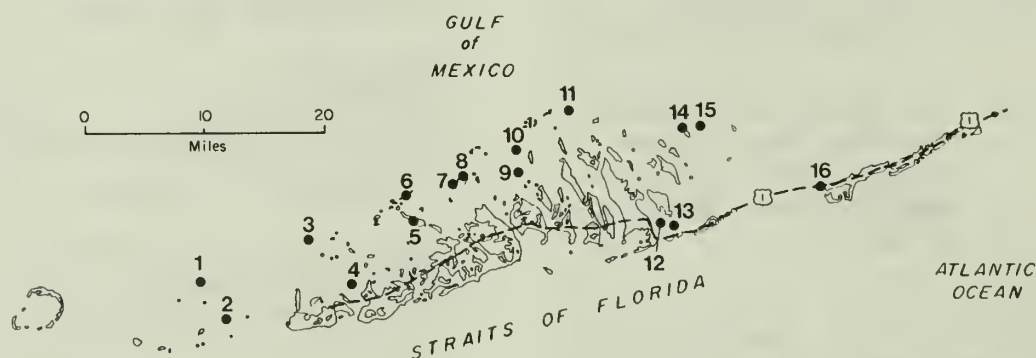 GULF
of
MEXICO
0 10 20
Miles
1
2
3
4
5
6
7
8
9
10
11
12
13
14
15
16
1
1
STRAITS OF FLORIDA
ATLANTIC
OCEAN